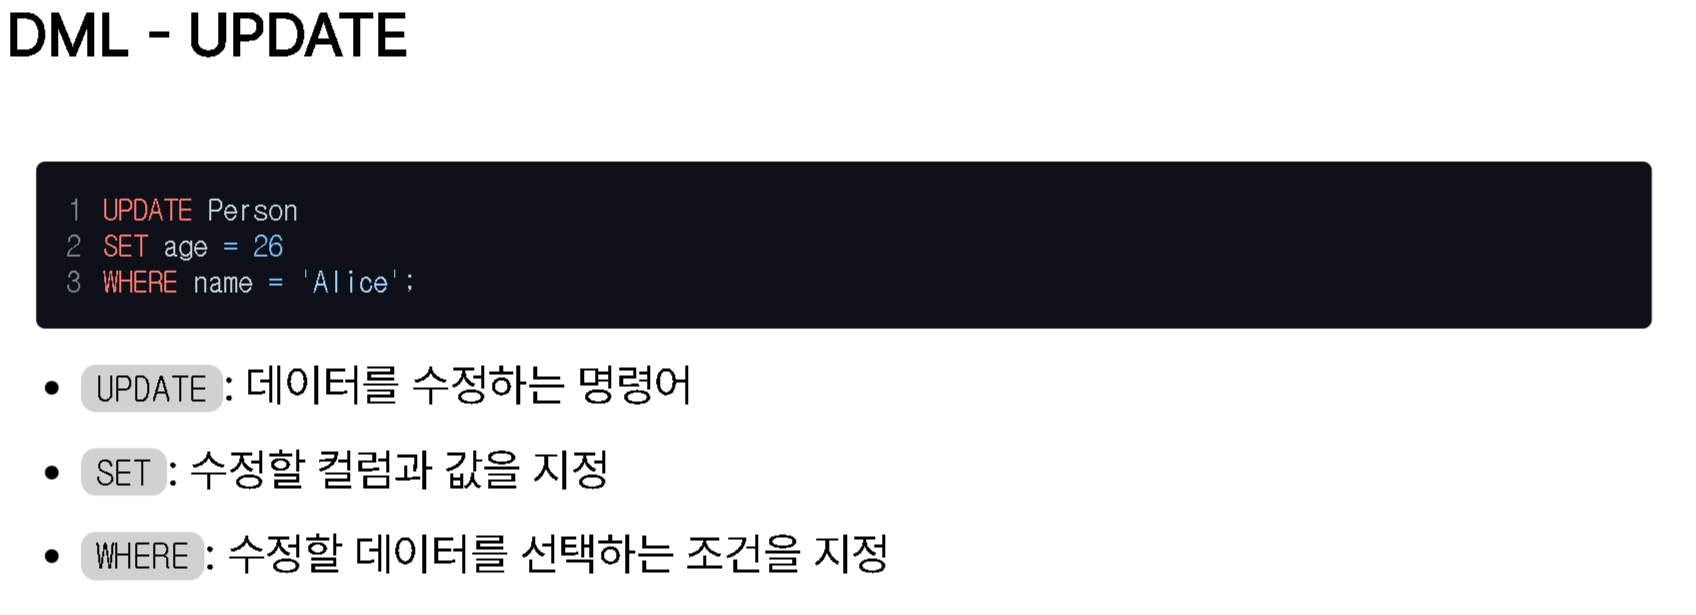 DML - UPDATE
1 UPDATE Person
2 SET age = 26
3 WHERE name = 'Alice';
• UPDATE : 데이터를 수정하는 명령어
• SET : 수정할 컬럼과 값을 지정
• WHERE : 수정할 데이터를 선택하는 조건을 지정